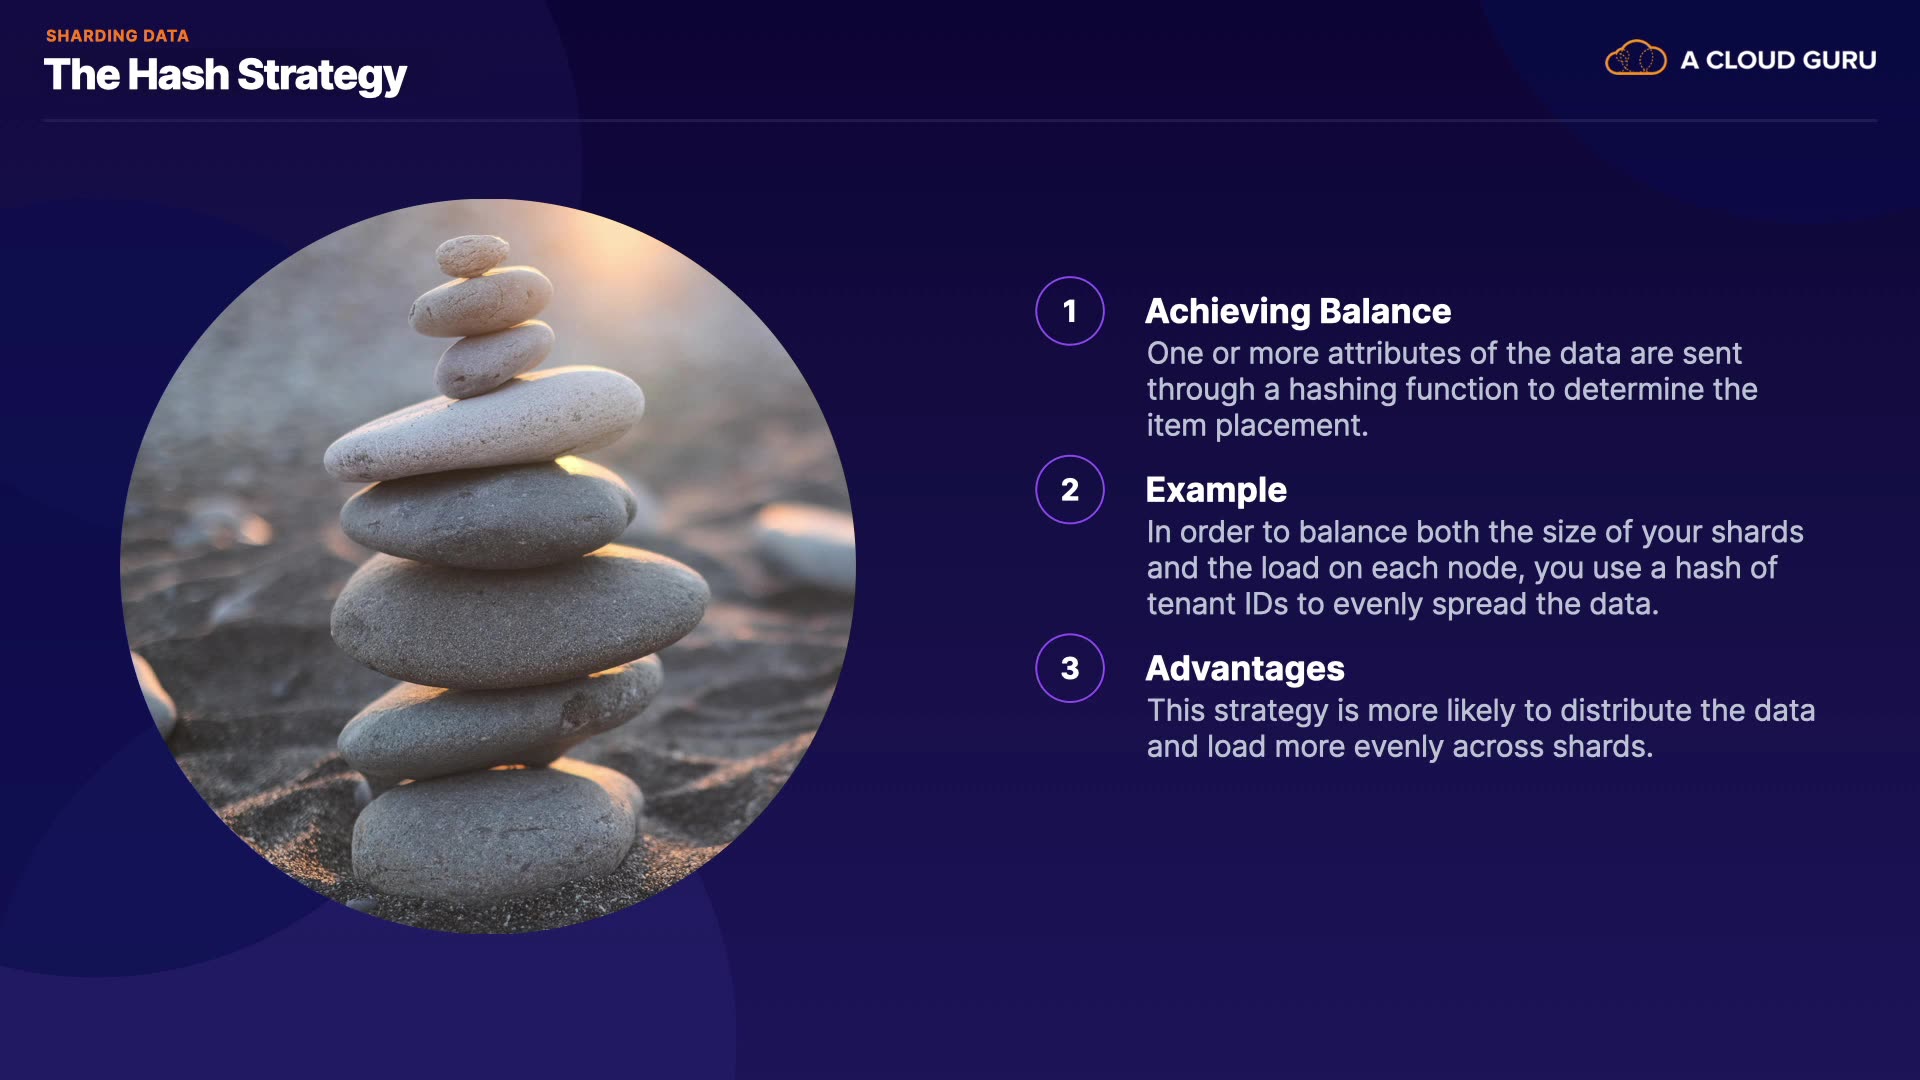 SHARDING DATA
The Hash Strategy
A CLOUD GURU
1
Achieving Balance
One or more attributes of the data are sent
through a hashing function to determine the
item placement.
2
Example
In order to balance both the size of your shards
and the load on each node, you use a hash of
tenant IDs to evenly spread the data.
3
Advantages
This strategy is more likely to distribute the data
and load more evenly across shards.